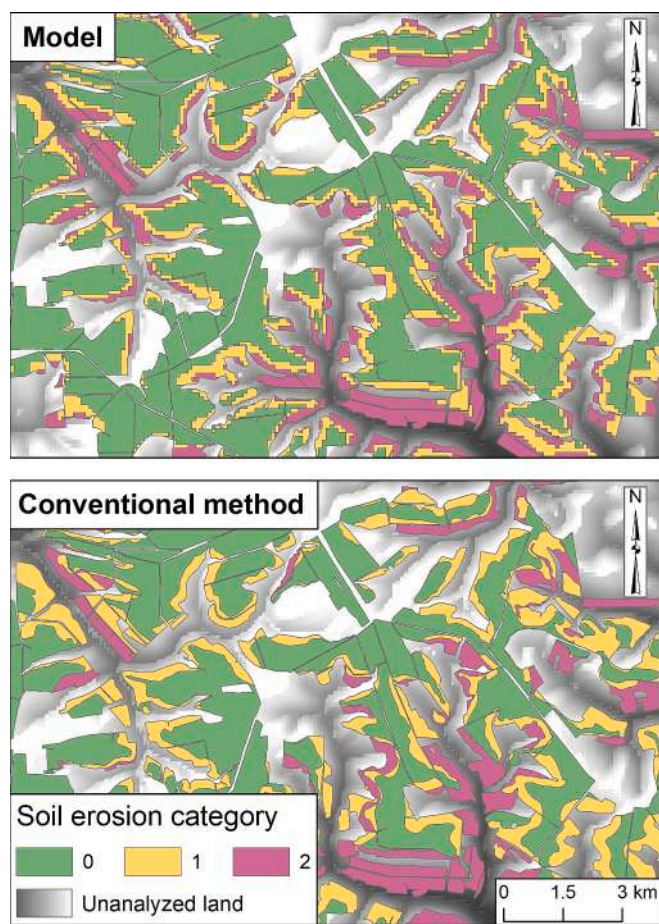 Model
N
Conventional method
N
Soil erosion category
0 1 2
Unanalyzed land
0 1.5 3 km